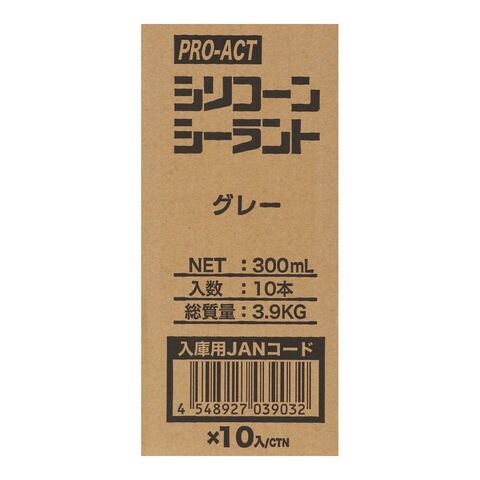 PRO-ACT
シリコーン
シーラント
グレー
NET : 300mL
入数 : 10本
総質量 : 3.9KG
入庫用JANコード
4 548927 039032
×10入/CTN